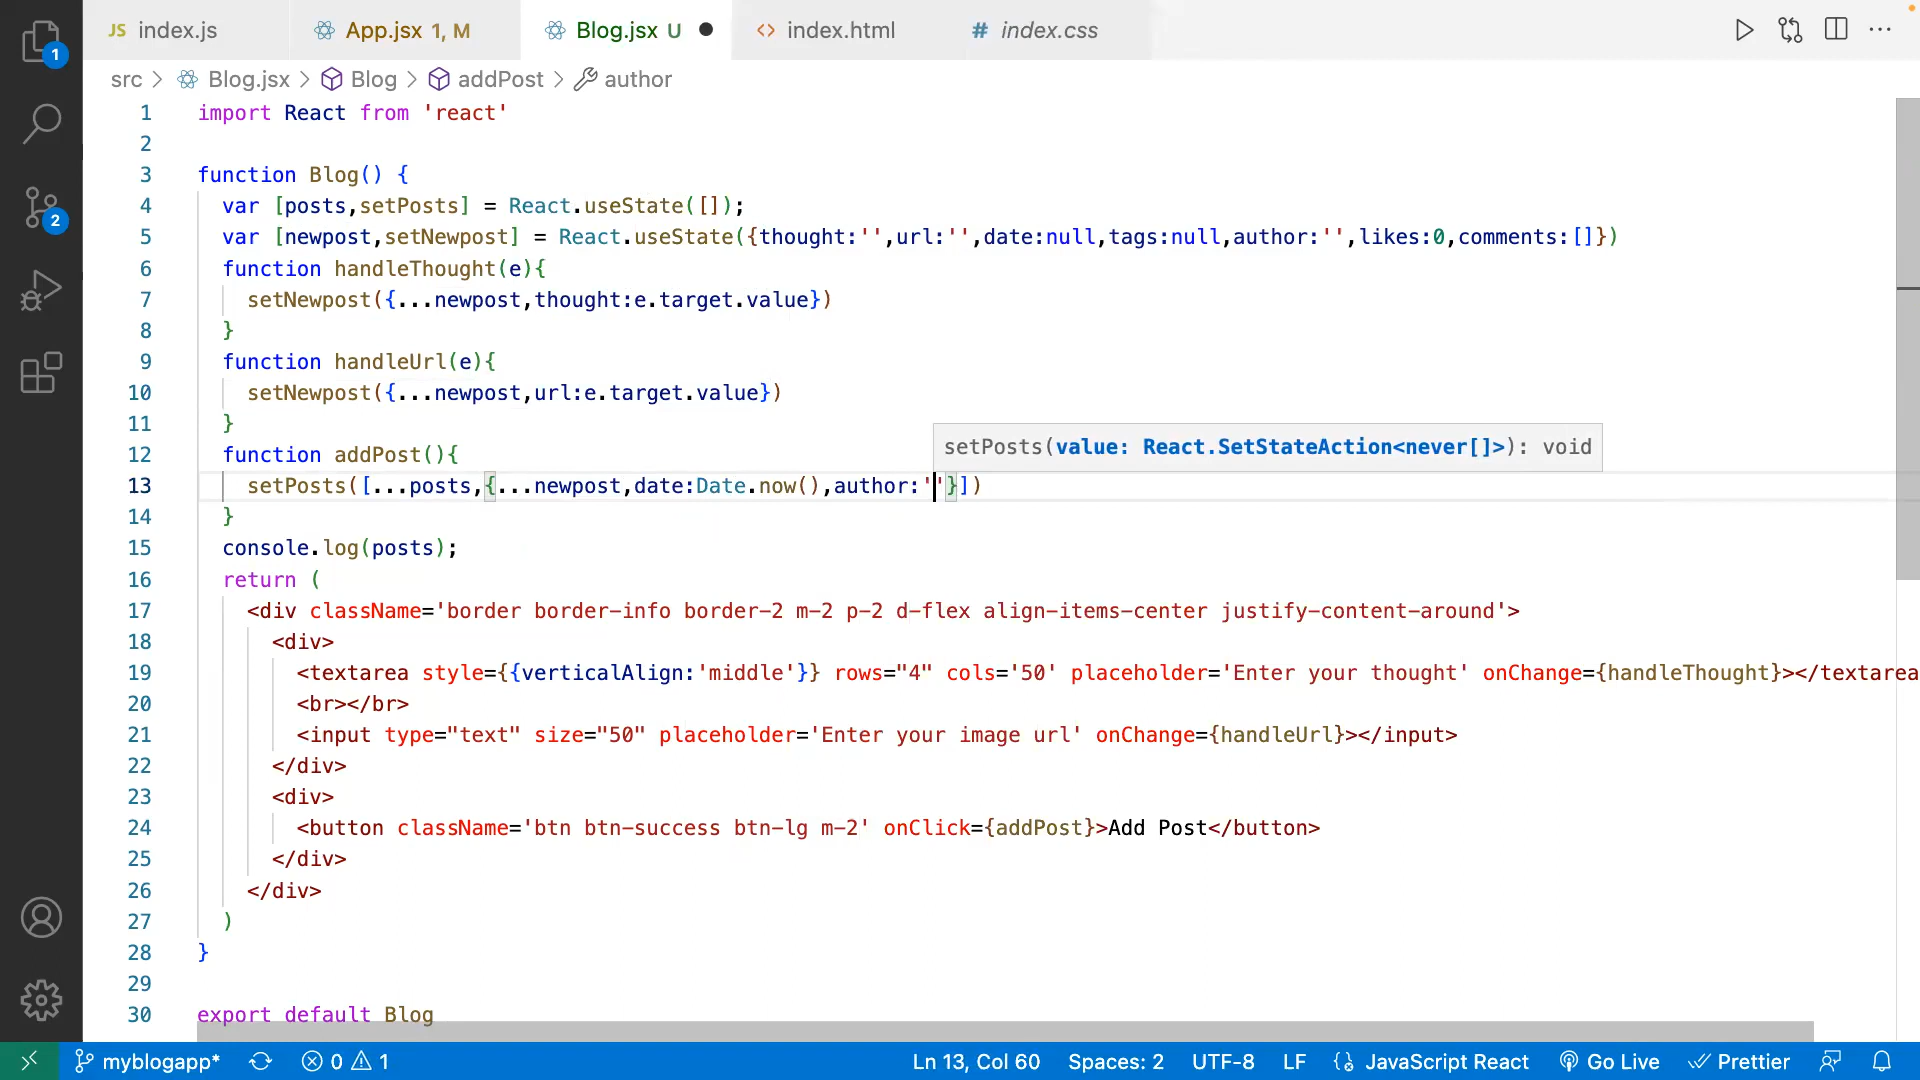 JS index.js App.jsx 1, M Blog.jsx U index.html # index.css
1
src > Blog.jsx > Blog > addPost > author
1 import React from 'react'
2
3 function Blog() {
4 var [posts,setPosts] = React.useState([]);
5 var [newpost,setNewpost] = React.useState({thought:'',url:'',date:null,tags:null,author:'',likes:0,comments:[]})
6 function handleThought(e){
7 setNewpost({...newpost,thought:e.target.value})
8 }
2
9 function handleUrl(e){
10 setNewpost({...newpost,url:e.target.value})
11 }
12 function addPost(){
setPosts(value: React.SetStateAction<never[]>): void
13 setPosts([...posts,{...newpost,date:Date.now(),author:''}])
14 }
15 console.log(posts);
16 return (
17 <div className='border border-info border-2 m-2 p-2 d-flex align-items-center justify-content-around'>
18 <div>
19 <textarea style={{verticalAlign:'middle'}} rows="4" cols='50' placeholder='Enter your thought' onChange={handleThought}></textarea
20 <br></br>
21 <input type="text" size="50" placeholder='Enter your image url' onChange={handleUrl}></input>
22 </div>
23 <div>
24 <button className='btn btn-success btn-lg m-2' onClick={addPost}>Add Post</button>
25 </div>
26 </div>
27 )
28 }
29
30 export default Blog
myblogapp* 0 1 Ln 13, Col 60 Spaces: 2 UTF-8 LF JavaScript React Go Live Prettier